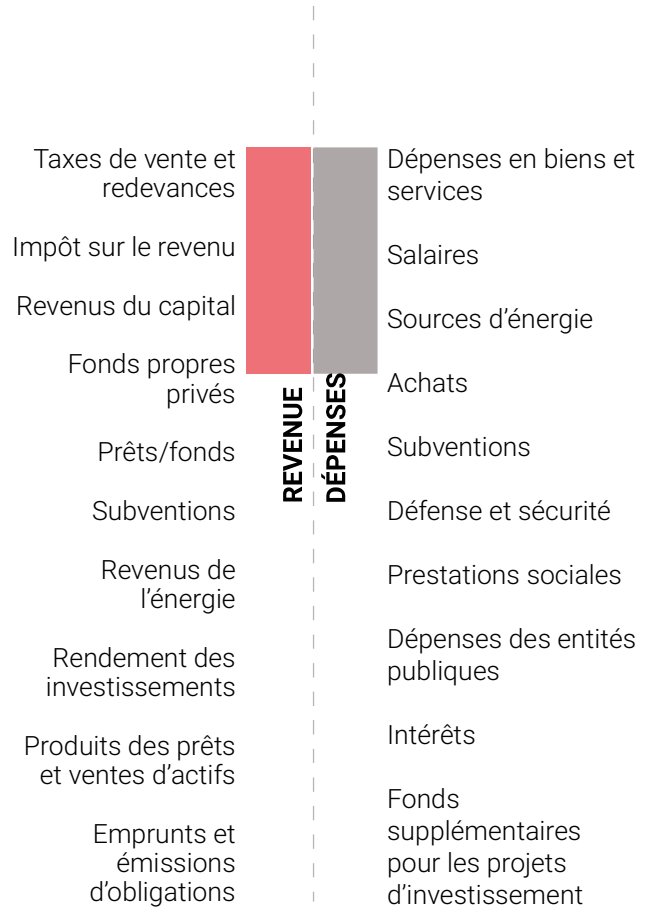 Taxes de vente et
redevances
Impôt sur le revenu
Revenus du capital
Fonds propres
privés
Prêts/fonds
Subventions
Revenus de
l’énergie
Rendement des
investissements
Produits des prêts
et ventes d’actifs
Emprunts et
émissions
d’obligations
REVENUE
DÉPENSES
Dépenses en biens et
services
Salaires
Sources d’énergie
Achats
Subventions
Défense et sécurité
Prestations sociales
Dépenses des entités
publiques
Intérêts
Fonds
supplémentaires
pour les projets
d’investissement